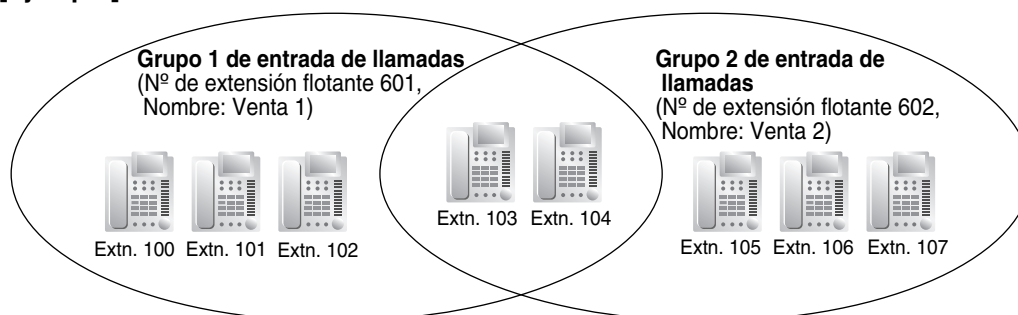 Grupo 1 de entrada de llamadas
(Nº de extensión flotante 601,
Nombre: Venta 1)
Grupo 2 de entrada de
llamadas
(Nº de extensión flotante 602,
Nombre: Venta 2)
Extn. 100 Extn. 101 Extn. 102
Extn. 103 Extn. 104
Extn. 105 Extn. 106 Extn. 107